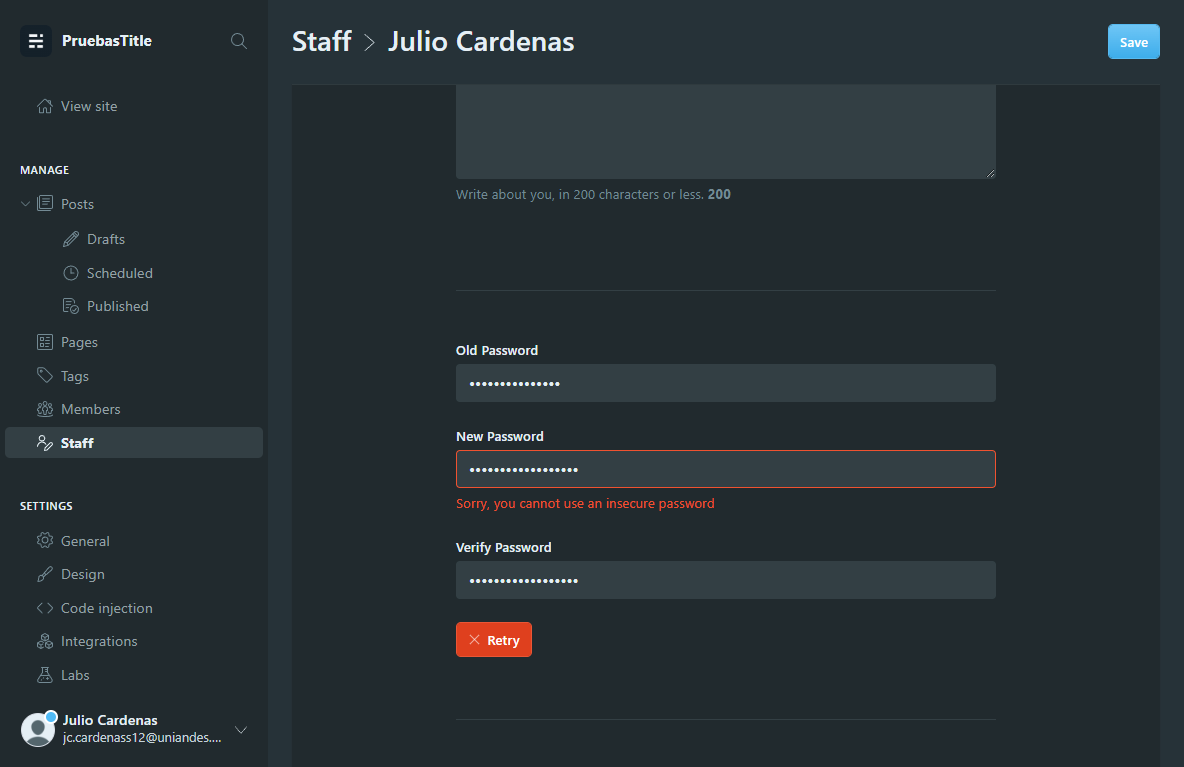 PruebasTitle
View site
MANAGE
Posts
Drafts
Scheduled
Published
Pages
Tags
Members
Staff
SETTINGS
General
Design
Code injection
Integrations
Labs
Julio Cardenas
jc.cardenass12@uniandes....
Staff > Julio Cardenas
Save
Write about you, in 200 characters or less. 200
Old Password
•••••••••••••••
New Password
••••••••••••••••••
Sorry, you cannot use an insecure password
Verify Password
••••••••••••••••••
Retry